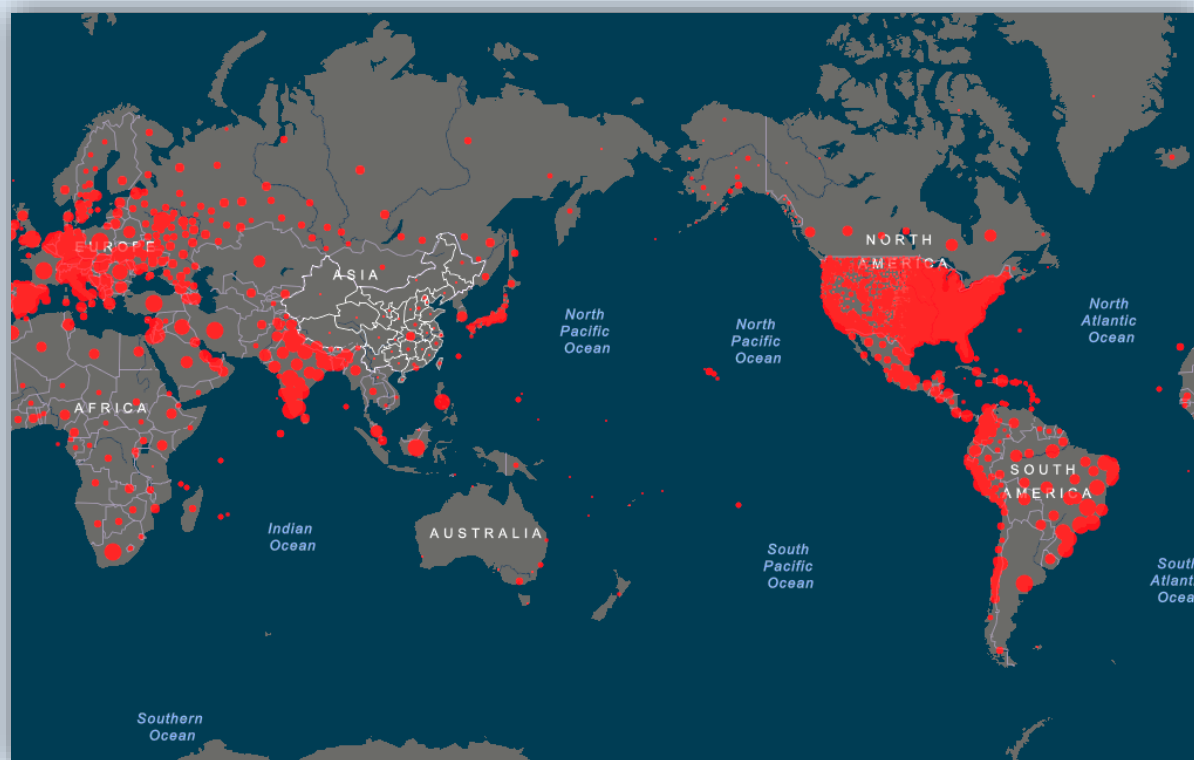 EUROPE
ASIA
NORTH
AMERICA
North
Pacific
Ocean
North
Pacific
Ocean
North
Atlantic
Ocean
AFRICA
SOUTH
AMERICA
Indian
Ocean
AUSTRALIA
South
Pacific
Ocean
Southern
Ocean